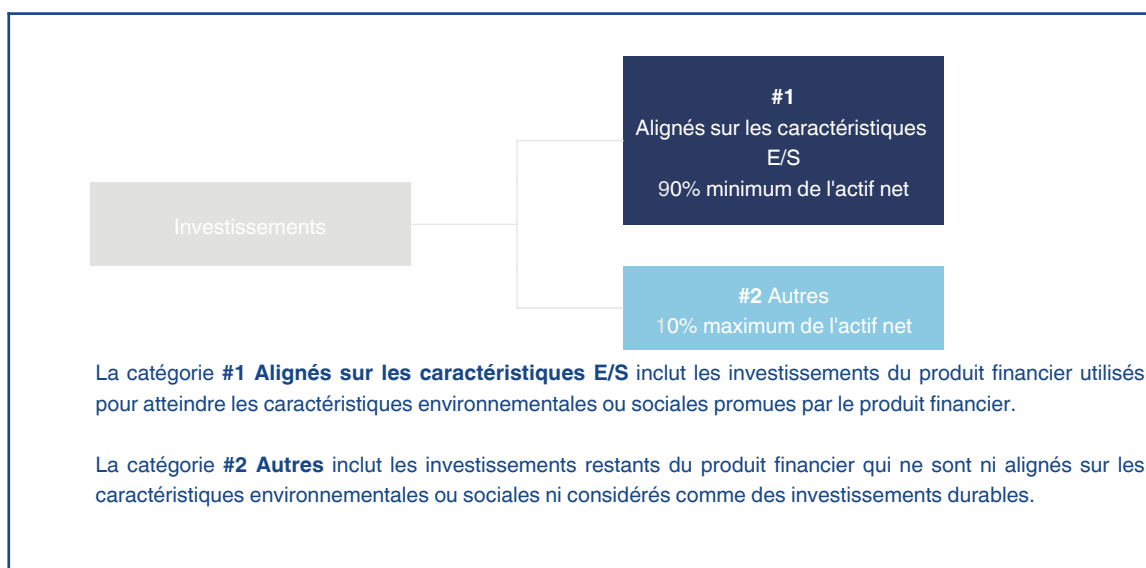 #1
Alignés sur les caractéristiques
E/S
90% minimum de l'actif net
Investissements
#2 Autres
10% maximum de l'actif net
La catégorie #1 Alignés sur les caractéristiques E/S inclut les investissements du produit financier utilisés
pour atteindre les caractéristiques environnementales ou sociales promues par le produit financier.
La catégorie #2 Autres inclut les investissements restants du produit financier qui ne sont ni alignés sur les
caractéristiques environnementales ou sociales ni considérés comme des investissements durables.